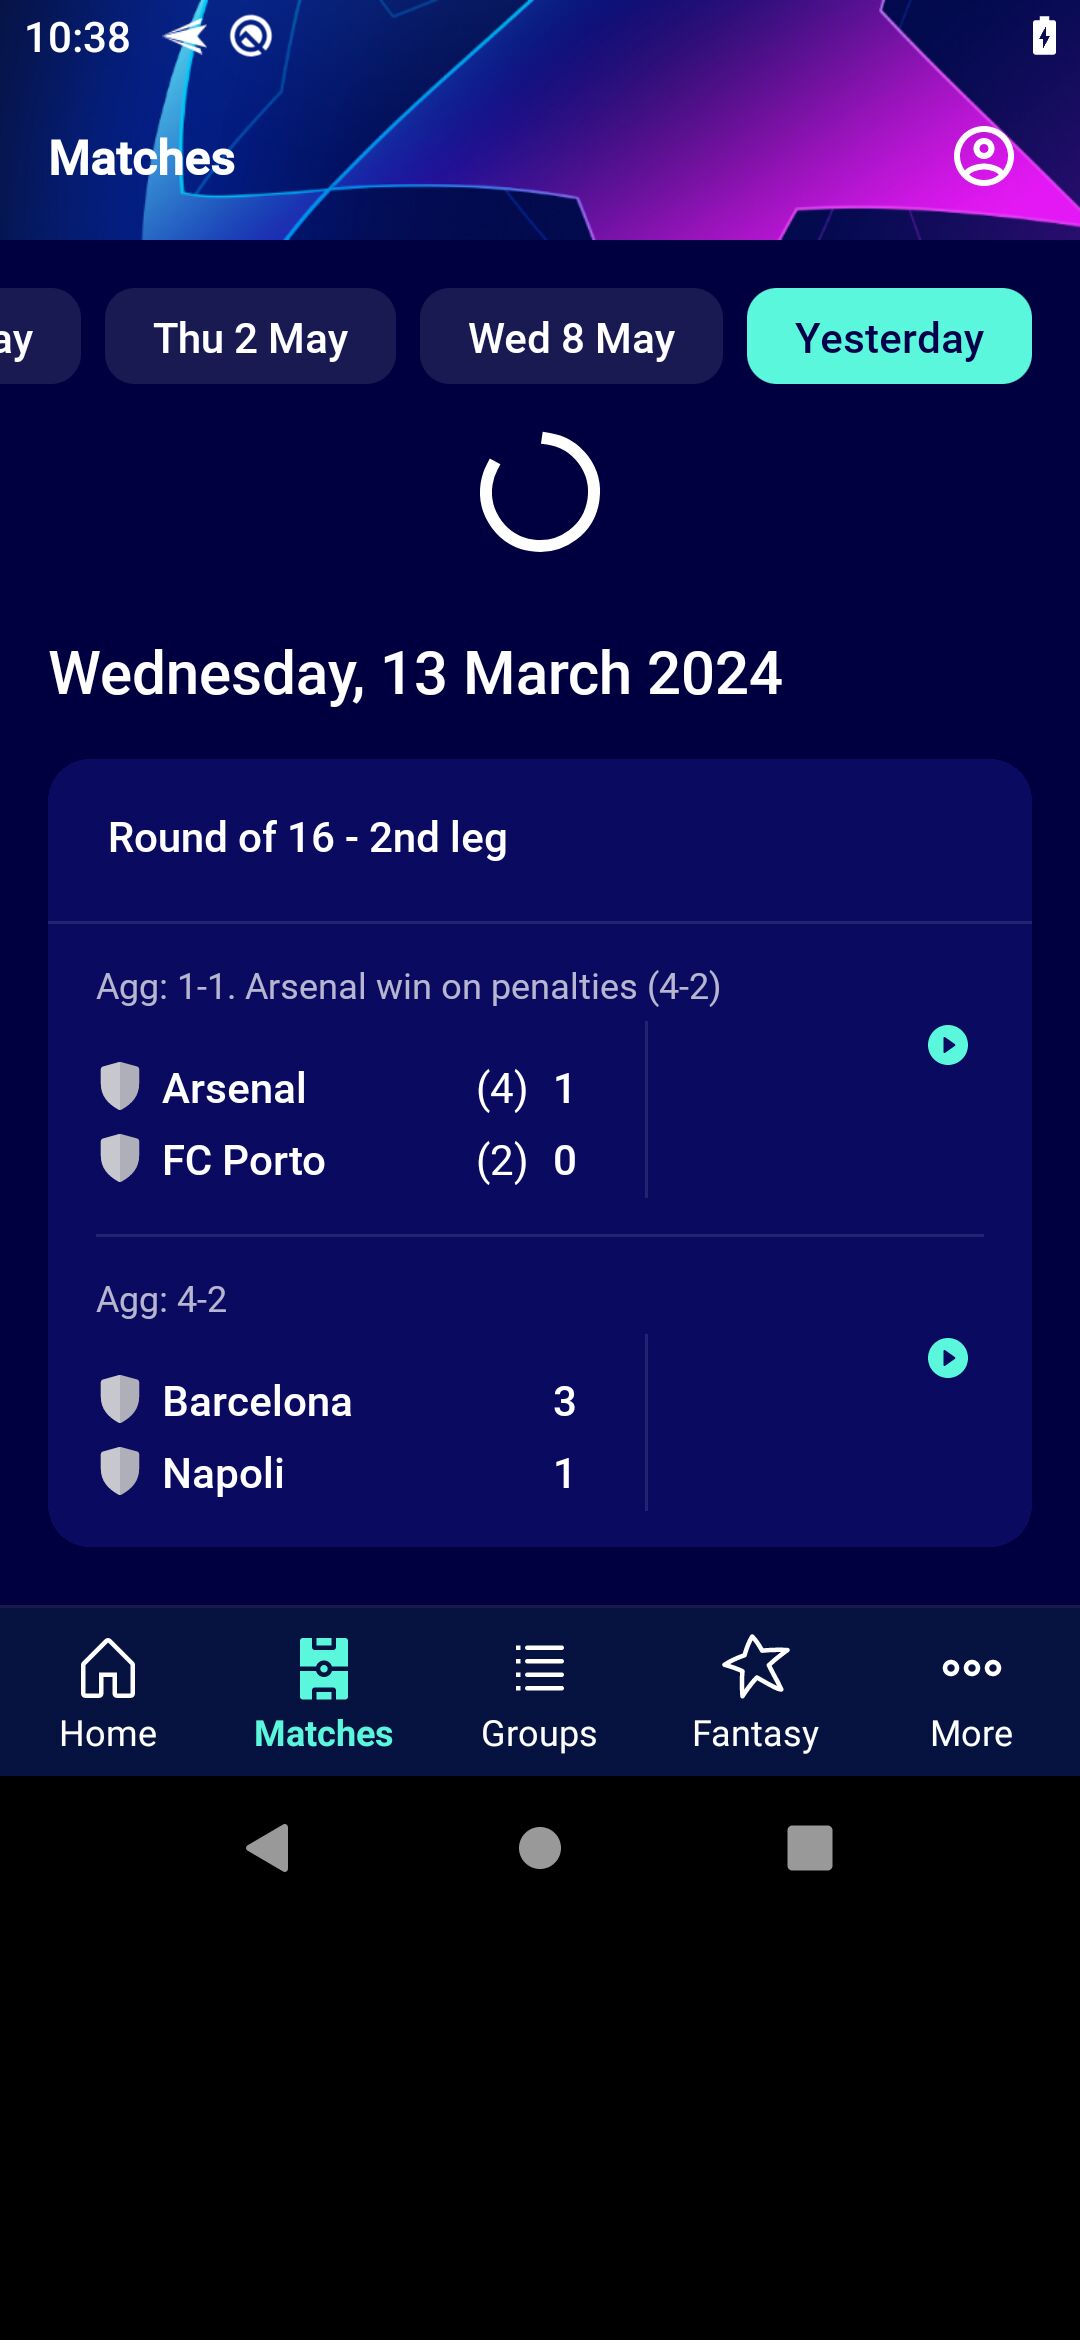 10:38
Matches
ay
Thu 2 May
Wed 8 May
Yesterday
Wednesday, 13 March 2024
Round of 16 - 2nd leg
Agg: 1-1. Arsenal win on penalties (4-2)
Arsenal (4) 1
FC Porto (2) 0
Agg: 4-2
Barcelona 3
Napoli 1
Home
Matches
Groups
Fantasy
More